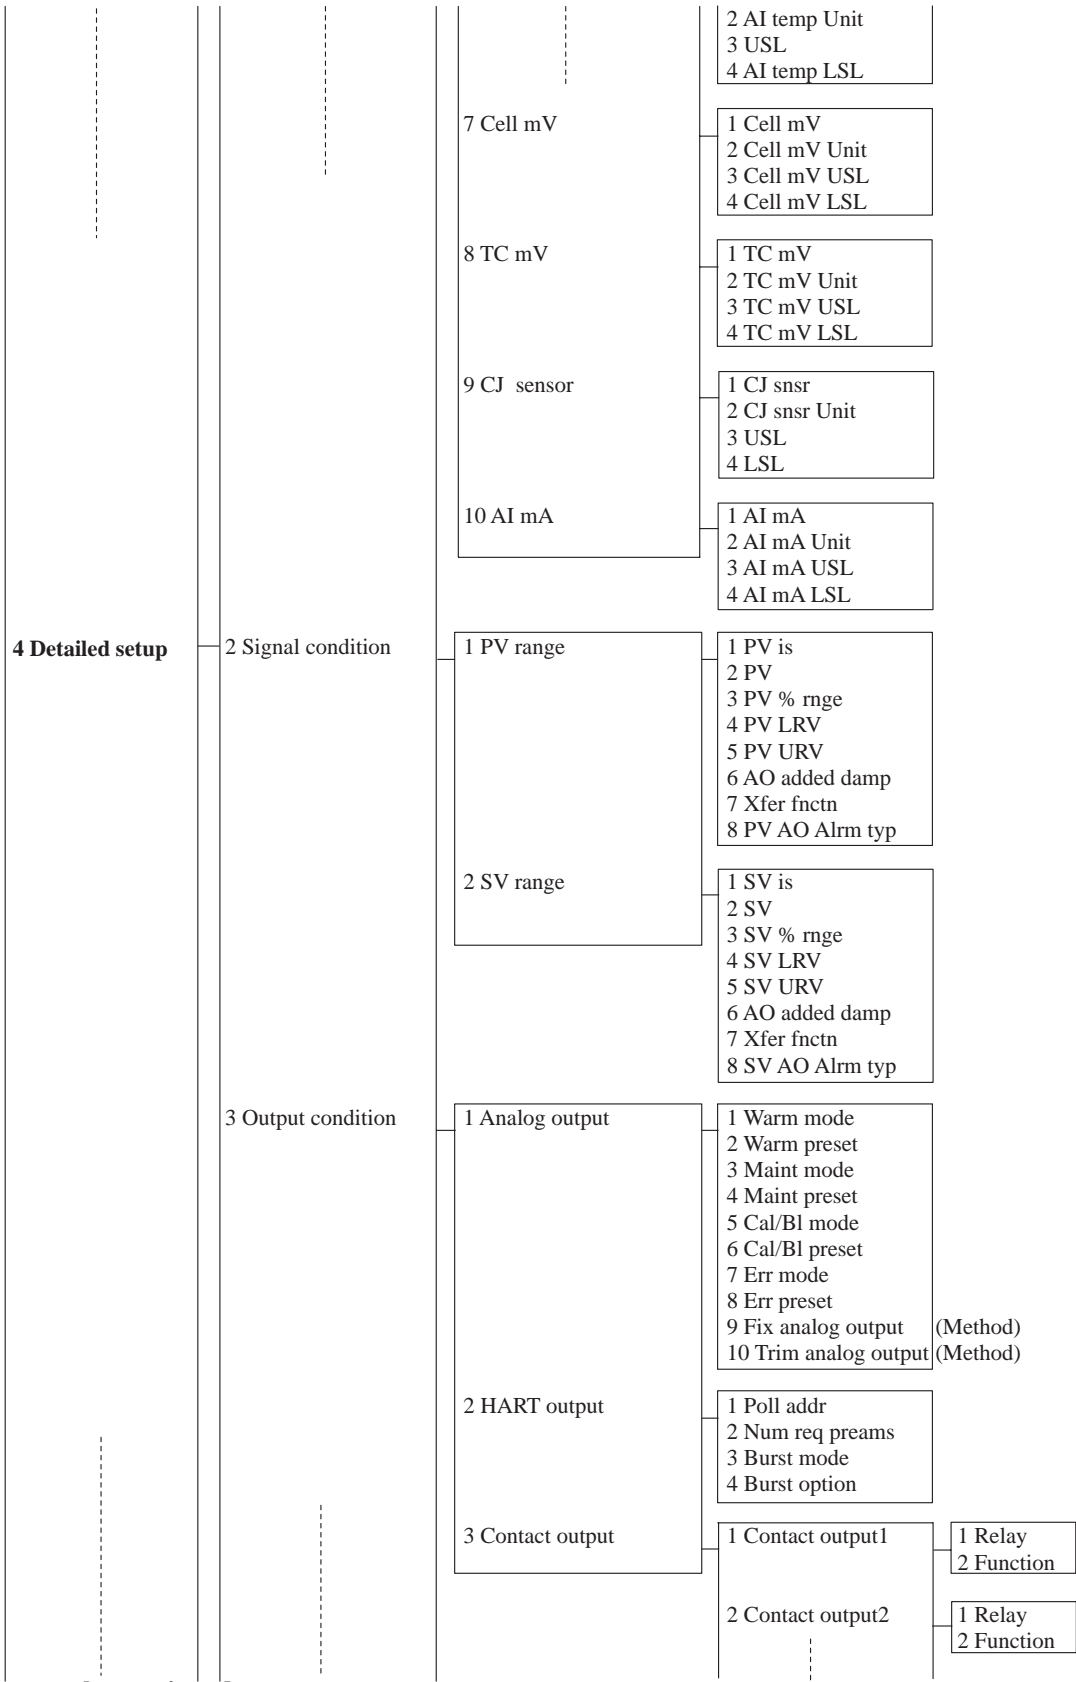 2 AI temp Unit
3 USL
4 AI temp LSL
7 Cell mV
1 Cell mV
2 Cell mV Unit
3 Cell mV USL
4 Cell mV LSL
8 TC mV
1 TC mV
2 TC mV Unit
3 TC mV USL
4 TC mV LSL
9 CJ sensor
1 CJ snsr
2 CJ snsr Unit
3 USL
4 LSL
10 AI mA
1 AI mA
2 AI mA Unit
3 AI mA USL
4 AI mA LSL
4 Detailed setup
2 Signal condition
1 PV range
1 PV is
2 PV
3 PV % rnge
4 PV LRV
5 PV URV
6 AO added damp
7 Xfer fnctn
8 PV AO Alrm typ
2 SV range
1 SV is
2 SV
3 SV % rnge
4 SV LRV
5 SV URV
6 AO added damp
7 Xfer fnctn
8 SV AO Alrm typ
3 Output condition
1 Analog output
1 Warm mode
2 Warm preset
3 Maint mode
4 Maint preset
5 Cal/Bl mode
6 Cal/Bl preset
7 Err mode
8 Err preset
9 Fix analog output (Method)
10 Trim analog output (Method)
2 HART output
1 Poll addr
2 Num req preams
3 Burst mode
4 Burst option
3 Contact output
1 Contact output1
1 Relay
2 Function
2 Contact output2
1 Relay
2 Function